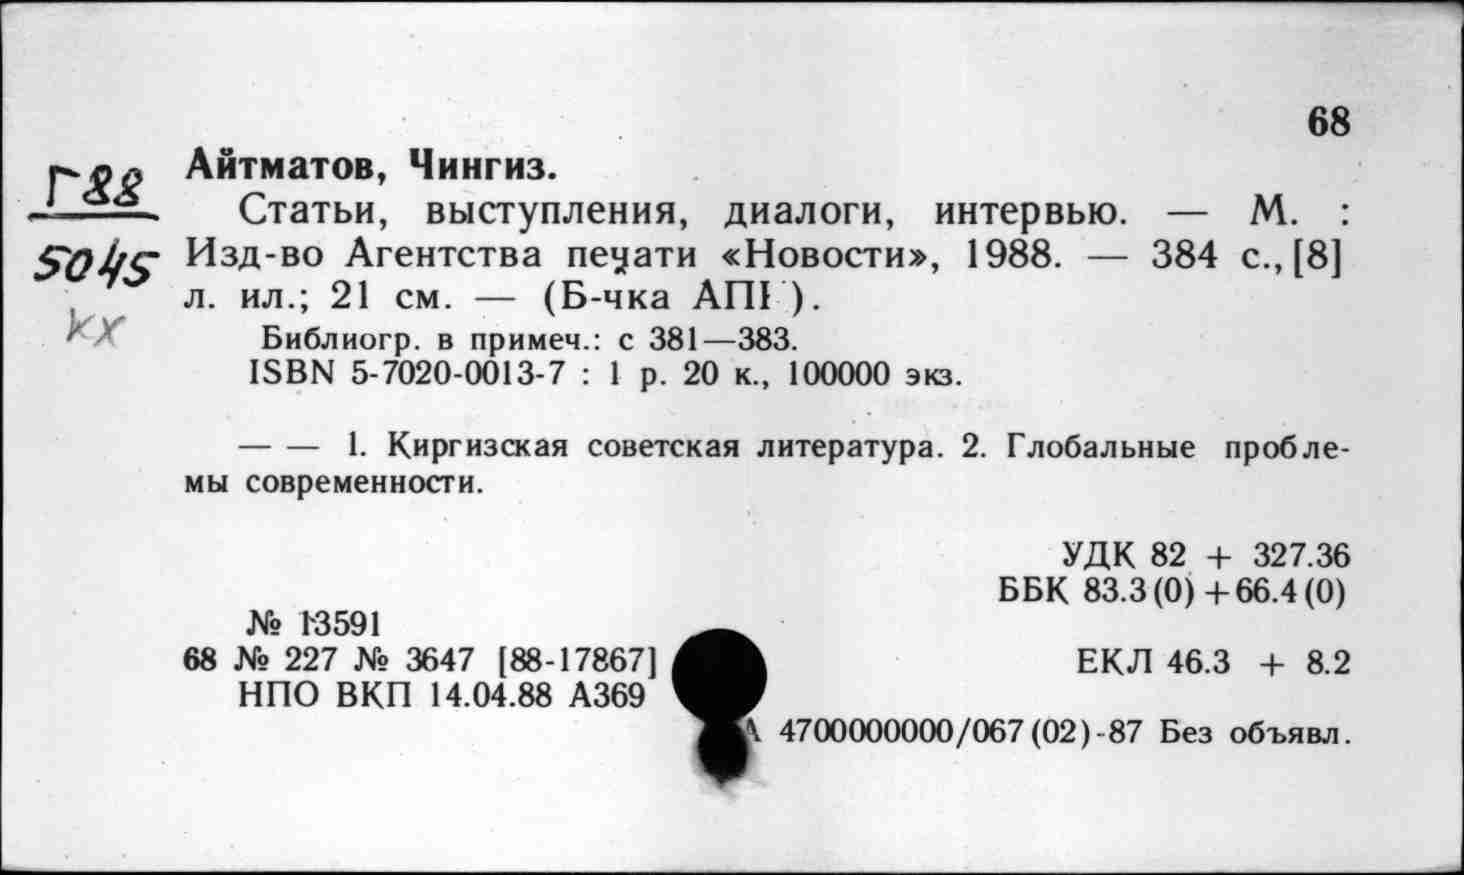 68
Г88
5045
кх
Айтматов, Чингиз.
Статьи, выступления, диалоги, интервью. — М. :
Изд-во Агентства печати «Новости», 1988. — 384 с., [8]
л. ил.; 21 см. — (Б-чка ).
Библиогр. в примеч.: с 381—383.
ISBN 5-7020-0013-7 : 1 р. 20 к., 100000 экз.
— — 1. Киргизская советская литература. 2. Глобальные пробле-
мы современности.
УДК 82 + 327.36
ББК 83.3(0)+66.4(0)
№ 13591
68 № 227 № 3647 [88-17867]
ЕКЛ 46.3 + 8.2
НПО ВКП 14.04.88 А369
4700000000/067(02)-87 Без объявл.